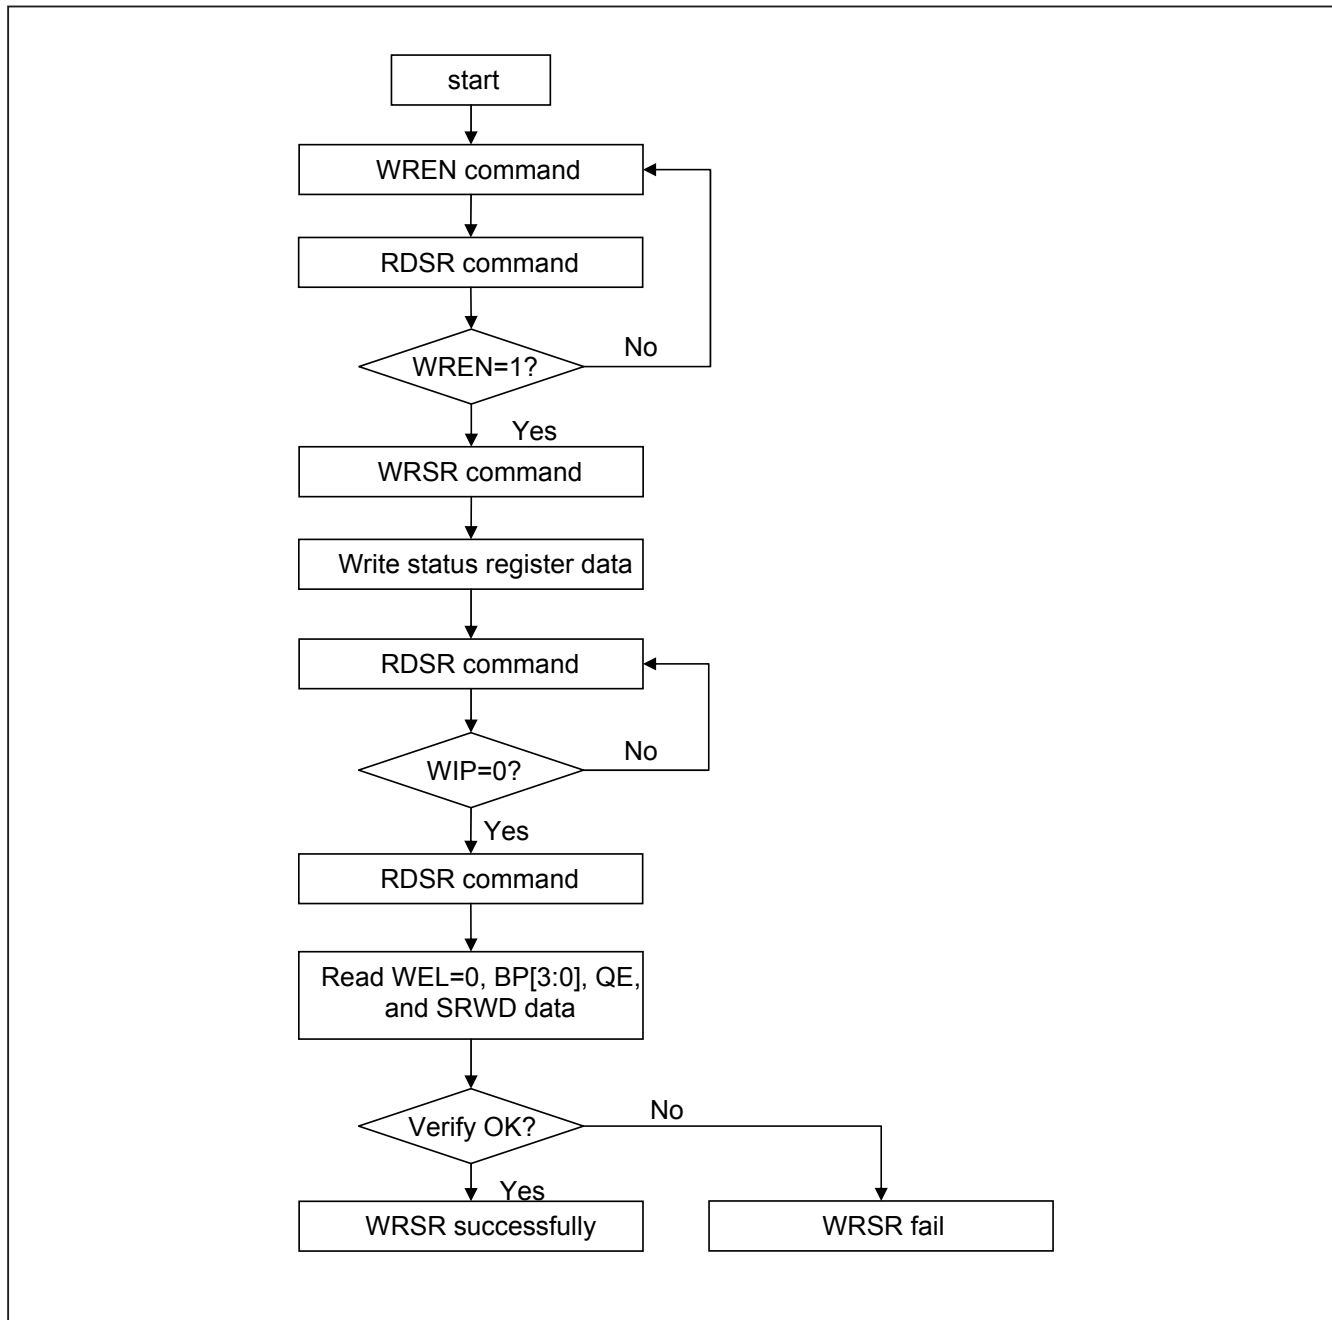 start
WREN command
RDSR command
WREN=1?
No
Yes
WRSR command
Write status register data
RDSR command
WIP=0?
No
Yes
RDSR command
Read WEL=0, BP[3:0], QE,
and SRWD data
Verify OK?
No
Yes
WRSR successfully
WRSR fail